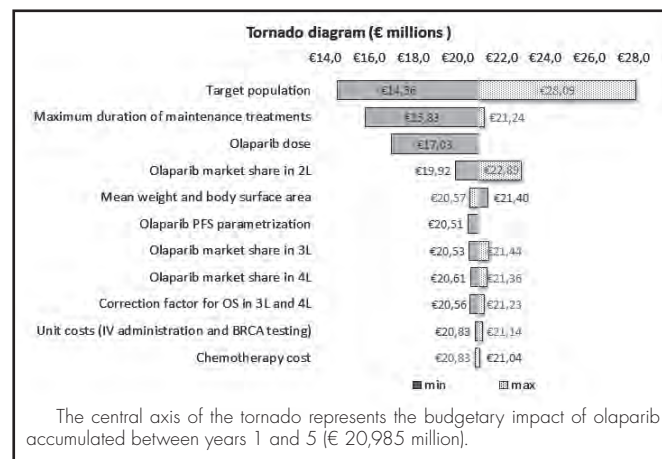 Tornado diagram (€ millions )
€14,0 €16,0 €18,0 €20,0 €22,0 €24,0 €26,0 €28,0
Target population €14,36 €28,09
Maximum duration of maintenance treatments €15,83 €21,24
Olaparib dose €17,03
Olaparib market share in 2L €19,92 €22,89
Mean weight and body surface area €20,57 €21,40
Olaparib PFS parametrization €20,51
Olaparib market share in 3L €20,53 €21,44
Olaparib market share in 4L €20,61 €21,36
Correction factor for OS in 3L and 4L €20,56 €21,23
Unit costs (IV administration and BRCA testing) €20,83 €21,14
Chemotherapy cost €20,83 €21,04
min max
The central axis of the tornado represents the budgetary impact of olaparib
accumulated between years 1 and 5 (€ 20,985 million).